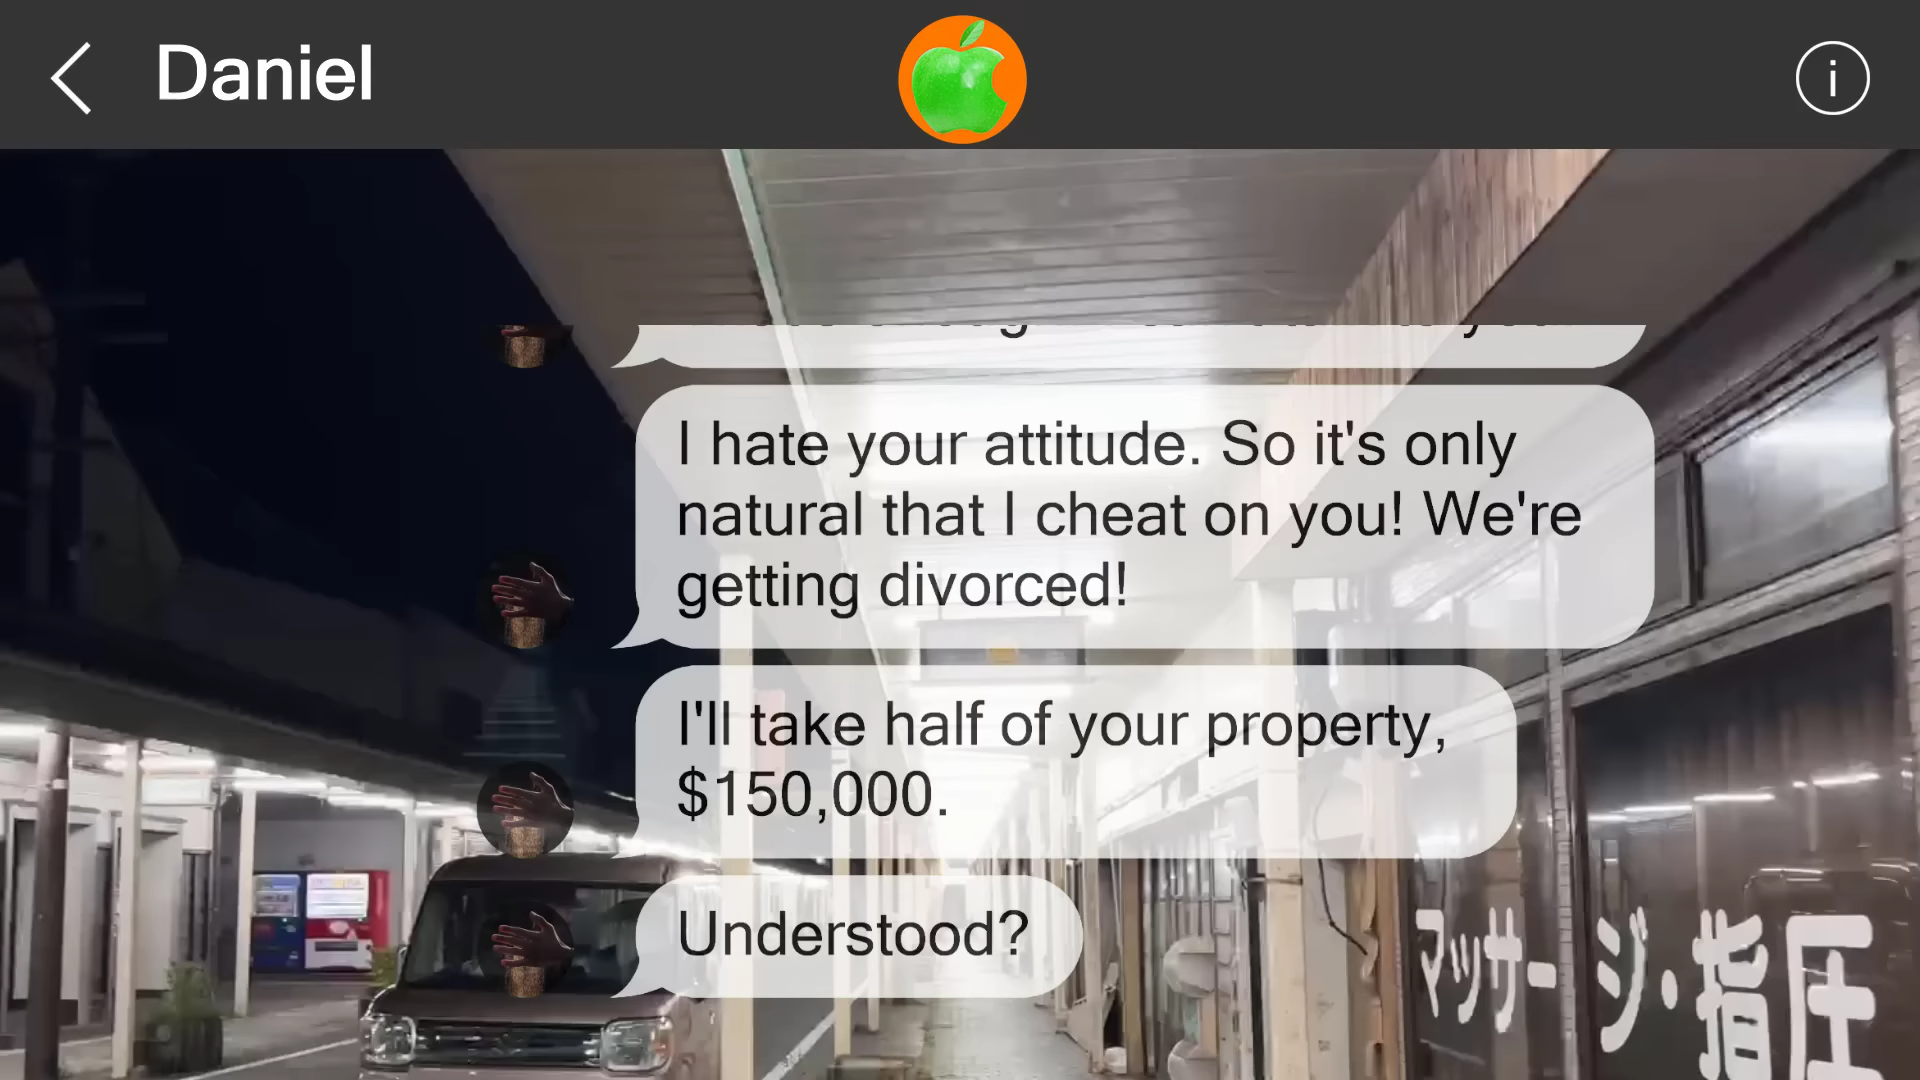 Daniel
I hate your attitude. So it's only
natural that I cheat on you! We're
getting divorced!
I'll take half of your property,
$150,000.
Understood?
マッサージ・指圧